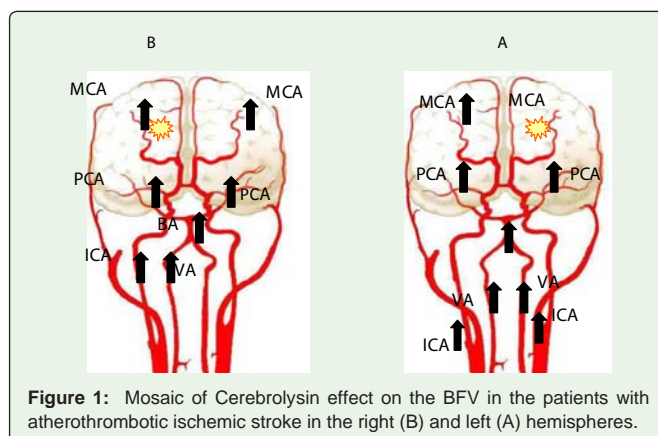 B
A
MCA
MCA
MCA
MCA
PCA
PCA
PCA
PCA
BA
ICA
VA
VA
VA
ICA
ICA
Figure 1: Mosaic of Cerebrolysin effect on the BFV in the patients with
atherothrombotic ischemic stroke in the right (B) and left (A) hemispheres.